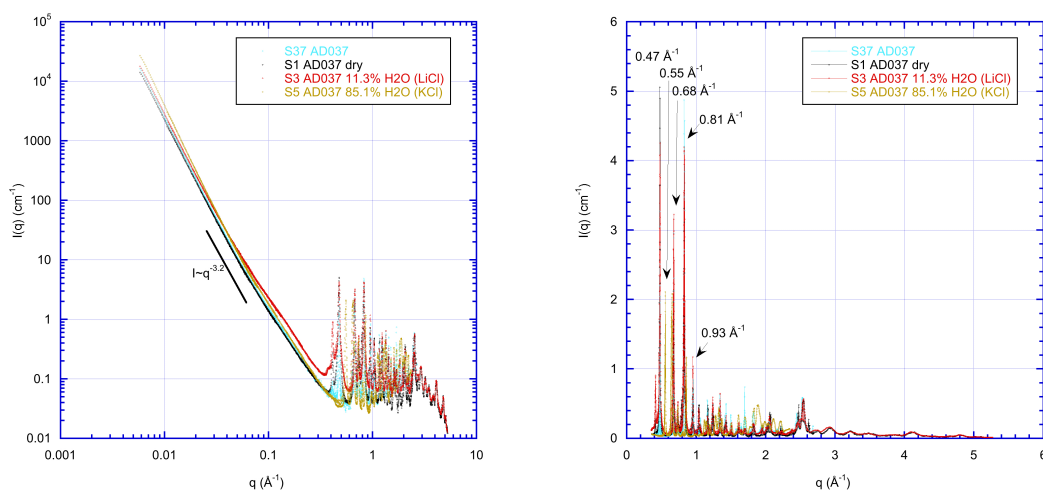 10^5
10^4
1000
100
10
1
0.1
0.01
I(q) (cm^-1)
S37 AD037
S1 AD037 dry
S3 AD037 11.3% H2O (LiCl)
S5 AD037 85.1% H2O (KCl)
I~q^-3.2
0.001
0.01
0.1
1
10
q (Å^-1)
6
5
4
3
2
1
0
I(q) (cm^-1)
0.47 Å^-1
0.55 Å^-1
0.68 Å^-1
0.81 Å^-1
0.93 Å^-1
S37 AD037
S1 AD037 dry
S3 AD037 11.3% H2O (LiCl)
S5 AD037 85.1% H2O (KCl)
0
1
2
3
4
5
6
q (Å^-1)